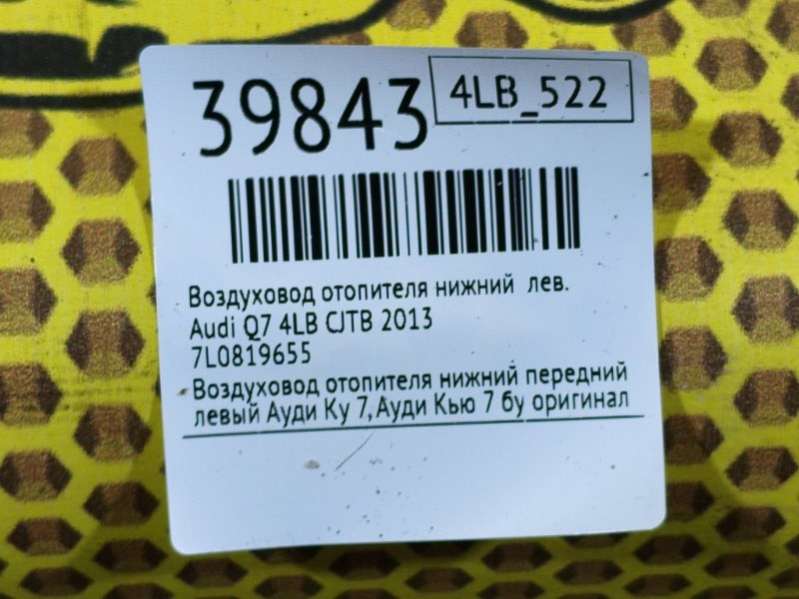 39843
4LB_522
Воздуховод отопителя нижний лев.
Audi Q7 4LB CJTB 2013
7L0819655
Воздуховод отопителя нижний передний
левый Ауди Ку 7,Ауди Кью 7 бу оригинал